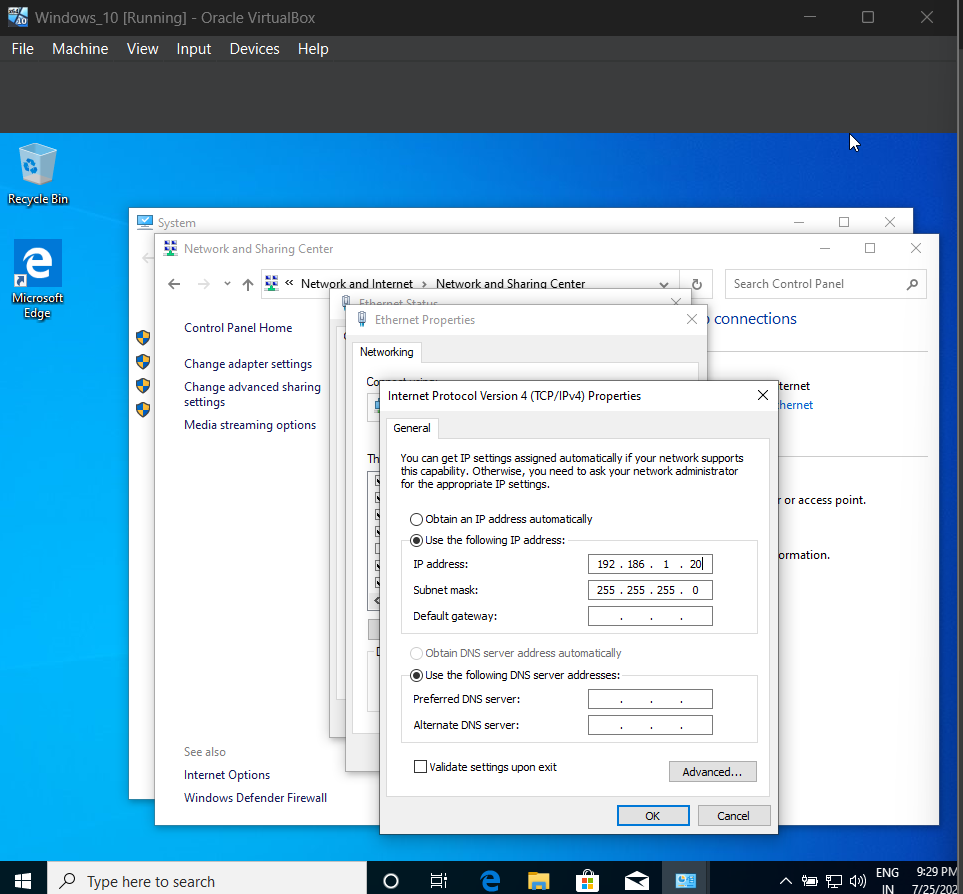 Windows_10 [Running] - Oracle VirtualBox
File Machine View Input Devices Help
Recycle Bin
Microsoft
Edge
System
Network and Sharing Center
« Network and Internet > Network and Sharing Center
Search Control Panel
Control Panel Home
Change adapter settings
Change advanced sharing
settings
Media streaming options
See also
Internet Options
Windows Defender Firewall
Ethernet Status
Ethernet Properties
connections
Networking
ternet
hernet
r or access point.
ormation.
Internet Protocol Version 4 (TCP/IPv4) Properties
General
You can get IP settings assigned automatically if your network supports
this capability. Otherwise, you need to ask your network administrator
for the appropriate IP settings.
Obtain an IP address automatically
Use the following IP address:
IP address: 192 . 186 . 1 . 20
Subnet mask: 255 . 255 . 255 . 0
Default gateway: . . .
Obtain DNS server address automatically
Use the following DNS server addresses:
Preferred DNS server: . . .
Alternate DNS server: . . .
Validate settings upon exit
Advanced...
OK Cancel
Type here to search
ENG
IN
9:29 PM
7/25/202